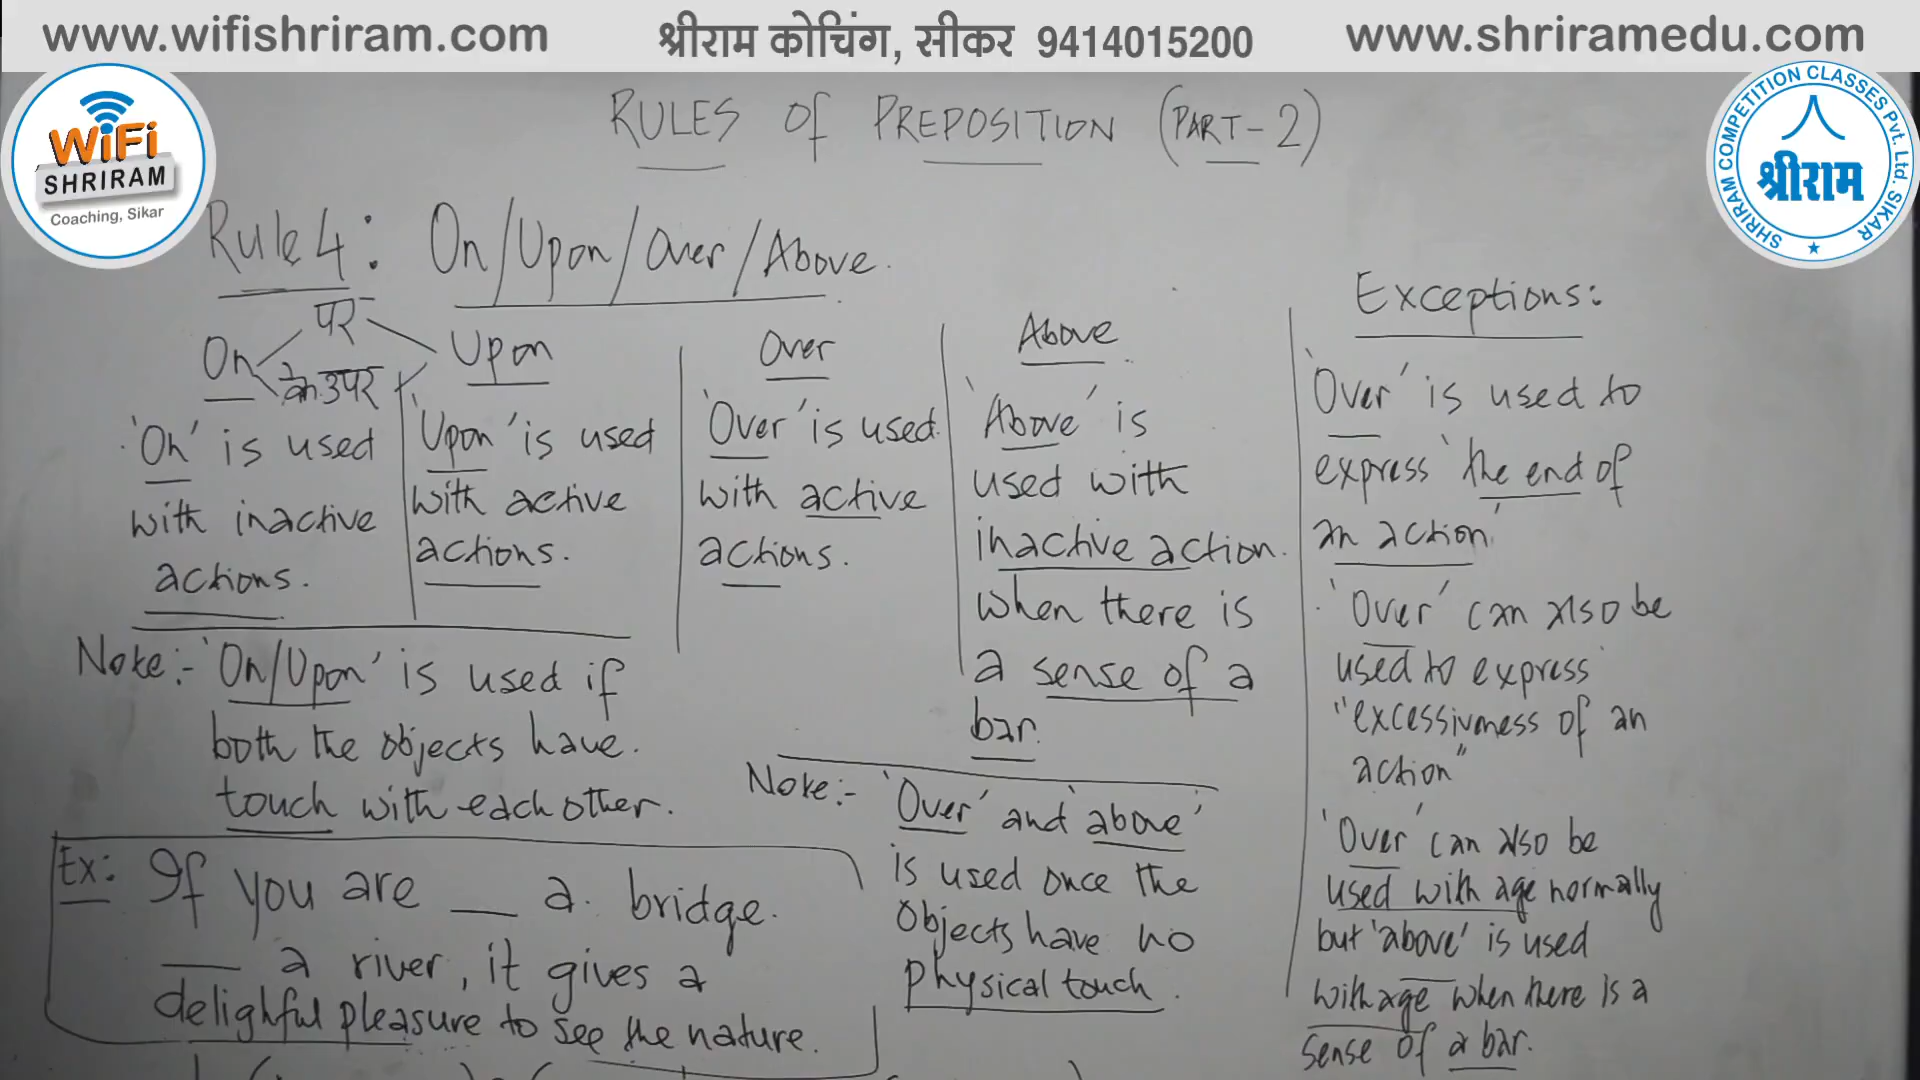 www.wifishriram.com
श्रीराम कोचिंग, सीकर 9414015200
www.shriramedu.com
WiFi
SHRIRAM
Coaching, Sikar
SHRIRAM COMPETITION CLASSES Pvt. Ltd. SIKAR
श्रीराम
RULES Of PREPOSITION (PART-2)
Rule 4: On/Upon/Over/Above.
On
पर
के उपर
Upon
'On' is used
with inactive
actions.
'Upon' is used
with active
actions.
Note:- 'On/Upon' is used if
both the objects have.
touch with each other.
Over
'Over' is used
with active
actions.
Above
'Above' is
used with
inactive action.
when there is
a sense of a
bar.
Note:- 'Over' and 'above'
is used once the
objects have no
physical touch.
Exceptions:
'Over' is used to
express 'the end of
an action'
'Over' can also be
used to express
"excessivness of an
action"
'Over' can also be
used with age normally
but 'above' is used
with age when there is a
sense of a bar.
Ex: If you are __ a bridge.
__ a river, it gives a
delighful pleasure to see the nature.